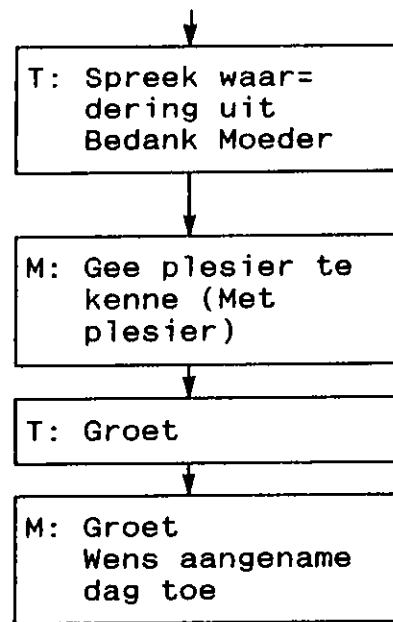 T: Spreek waar=
dering uit
Bedank Moeder
M: Gee plesier te
kenne (Met
plesier)
T: Groet
M: Groet
Wens aangename
dag toe